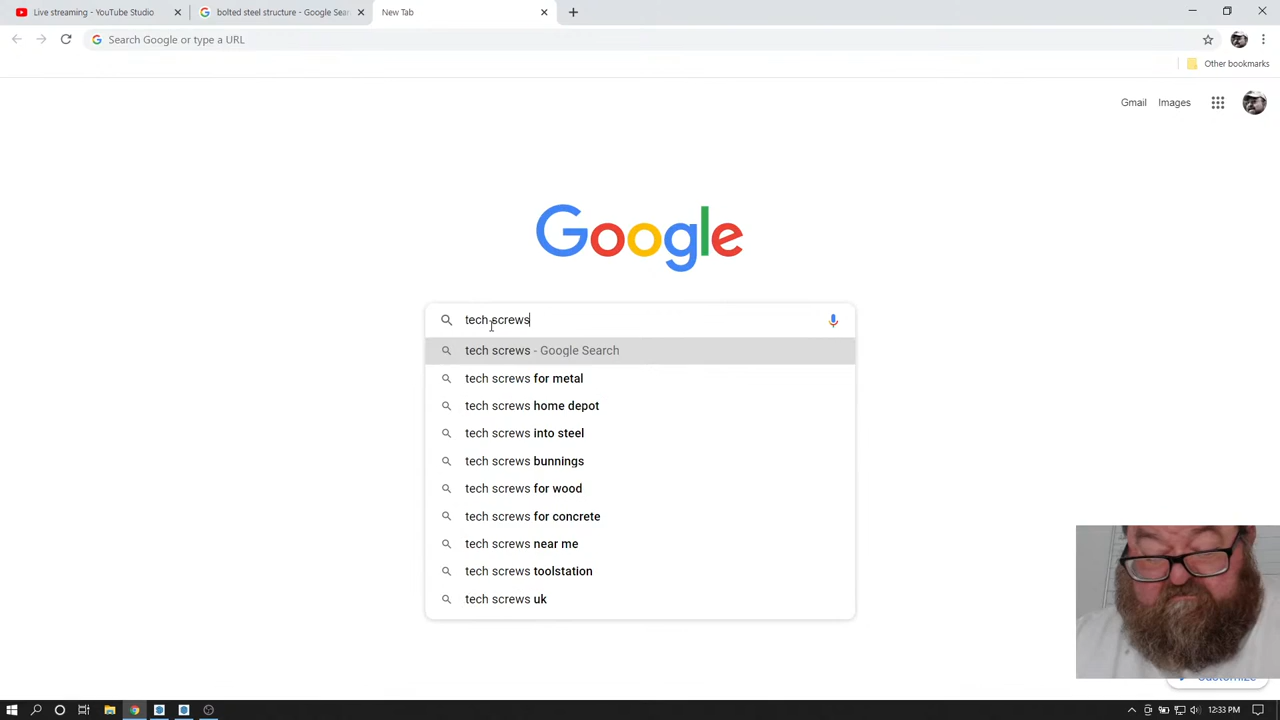 Live streaming - YouTube Studio
bolted steel structure - Google Sear
New Tab
Search Google or type a URL
Other bookmarks
Gmail Images
Google
tech screws
tech screws - Google Search
tech screws for metal
tech screws home depot
tech screws into steel
tech screws bunnings
tech screws for wood
tech screws for concrete
tech screws near me
tech screws toolstation
tech screws uk
Customize
12:33 PM